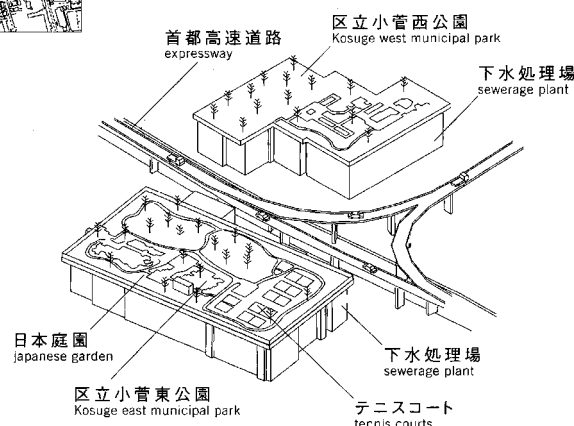 区立小菅西公園
Kosuge west municipal park
首都高速道路
expressway
下水処理場
sewerage plant
日本庭園
japanese garden
下水処理場
sewerage plant
区立小菅東公園
Kosuge east municipal park
テニスコート
tennis courts